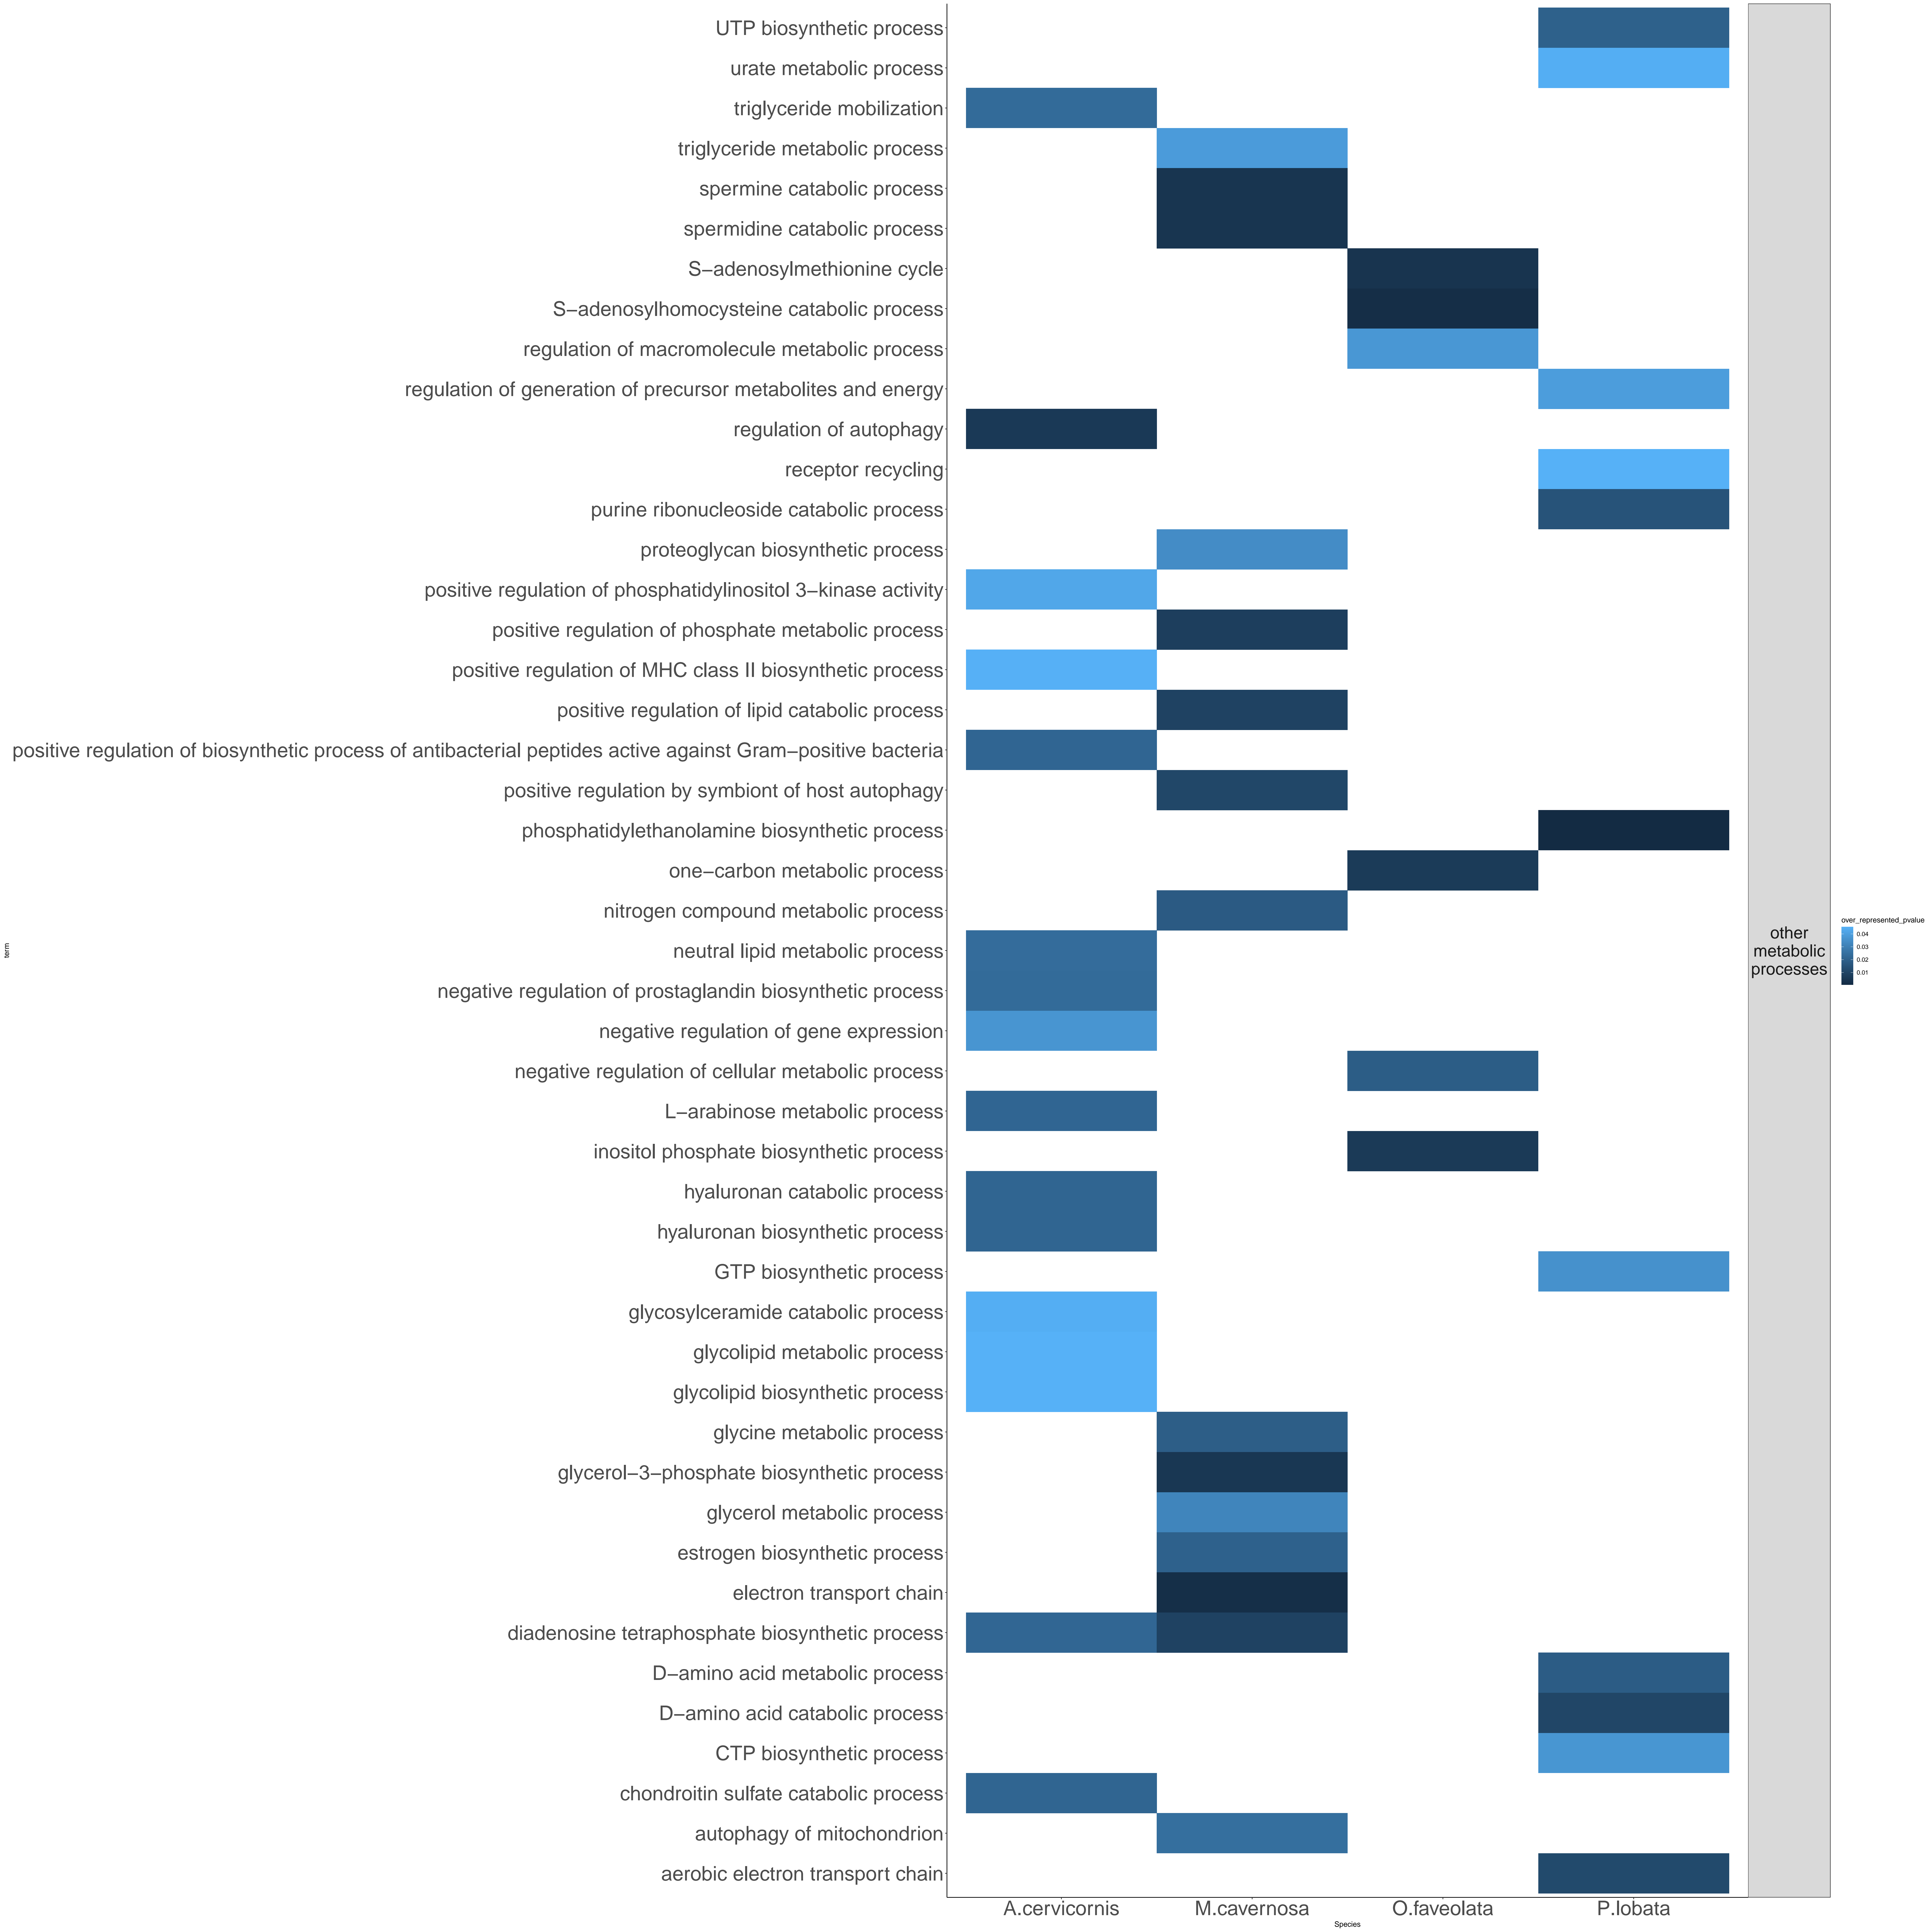 UTP biosynthetic process
urate metabolic process
triglyceride mobilization
triglyceride metabolic process
spermine catabolic process
spermidine catabolic process
S−adenosylmethionine cycle
S−adenosylhomocysteine catabolic process
regulation of macromolecule metabolic process
regulation of generation of precursor metabolites and energy
regulation of autophagy
receptor recycling
purine ribonucleoside catabolic process
proteoglycan biosynthetic process
positive regulation of phosphatidylinositol 3−kinase activity
positive regulation of phosphate metabolic process
positive regulation of MHC class II biosynthetic process
positive regulation of lipid catabolic process
positive regulation of biosynthetic process of antibacterial peptides active against Gram−positive bacteria
positive regulation by symbiont of host autophagy
phosphatidylethanolamine biosynthetic process
one−carbon metabolic process
nitrogen compound metabolic process
neutral lipid metabolic process
negative regulation of prostaglandin biosynthetic process
negative regulation of gene expression
negative regulation of cellular metabolic process
L−arabinose metabolic process
inositol phosphate biosynthetic process
hyaluronan catabolic process
hyaluronan biosynthetic process
GTP biosynthetic process
glycosylceramide catabolic process
glycolipid metabolic process
glycolipid biosynthetic process
glycine metabolic process
glycerol−3−phosphate biosynthetic process
glycerol metabolic process
estrogen biosynthetic process
electron transport chain
diadenosine tetraphosphate biosynthetic process
D−amino acid metabolic process
D−amino acid catabolic process
CTP biosynthetic process
chondroitin sulfate catabolic process
autophagy of mitochondrion
aerobic electron transport chain
term
A.cervicornis
M.cavernosa
O.faveolata
P.lobata
Species
other
metabolic
processes
over_represented_pvalue
0.04
0.03
0.02
0.01